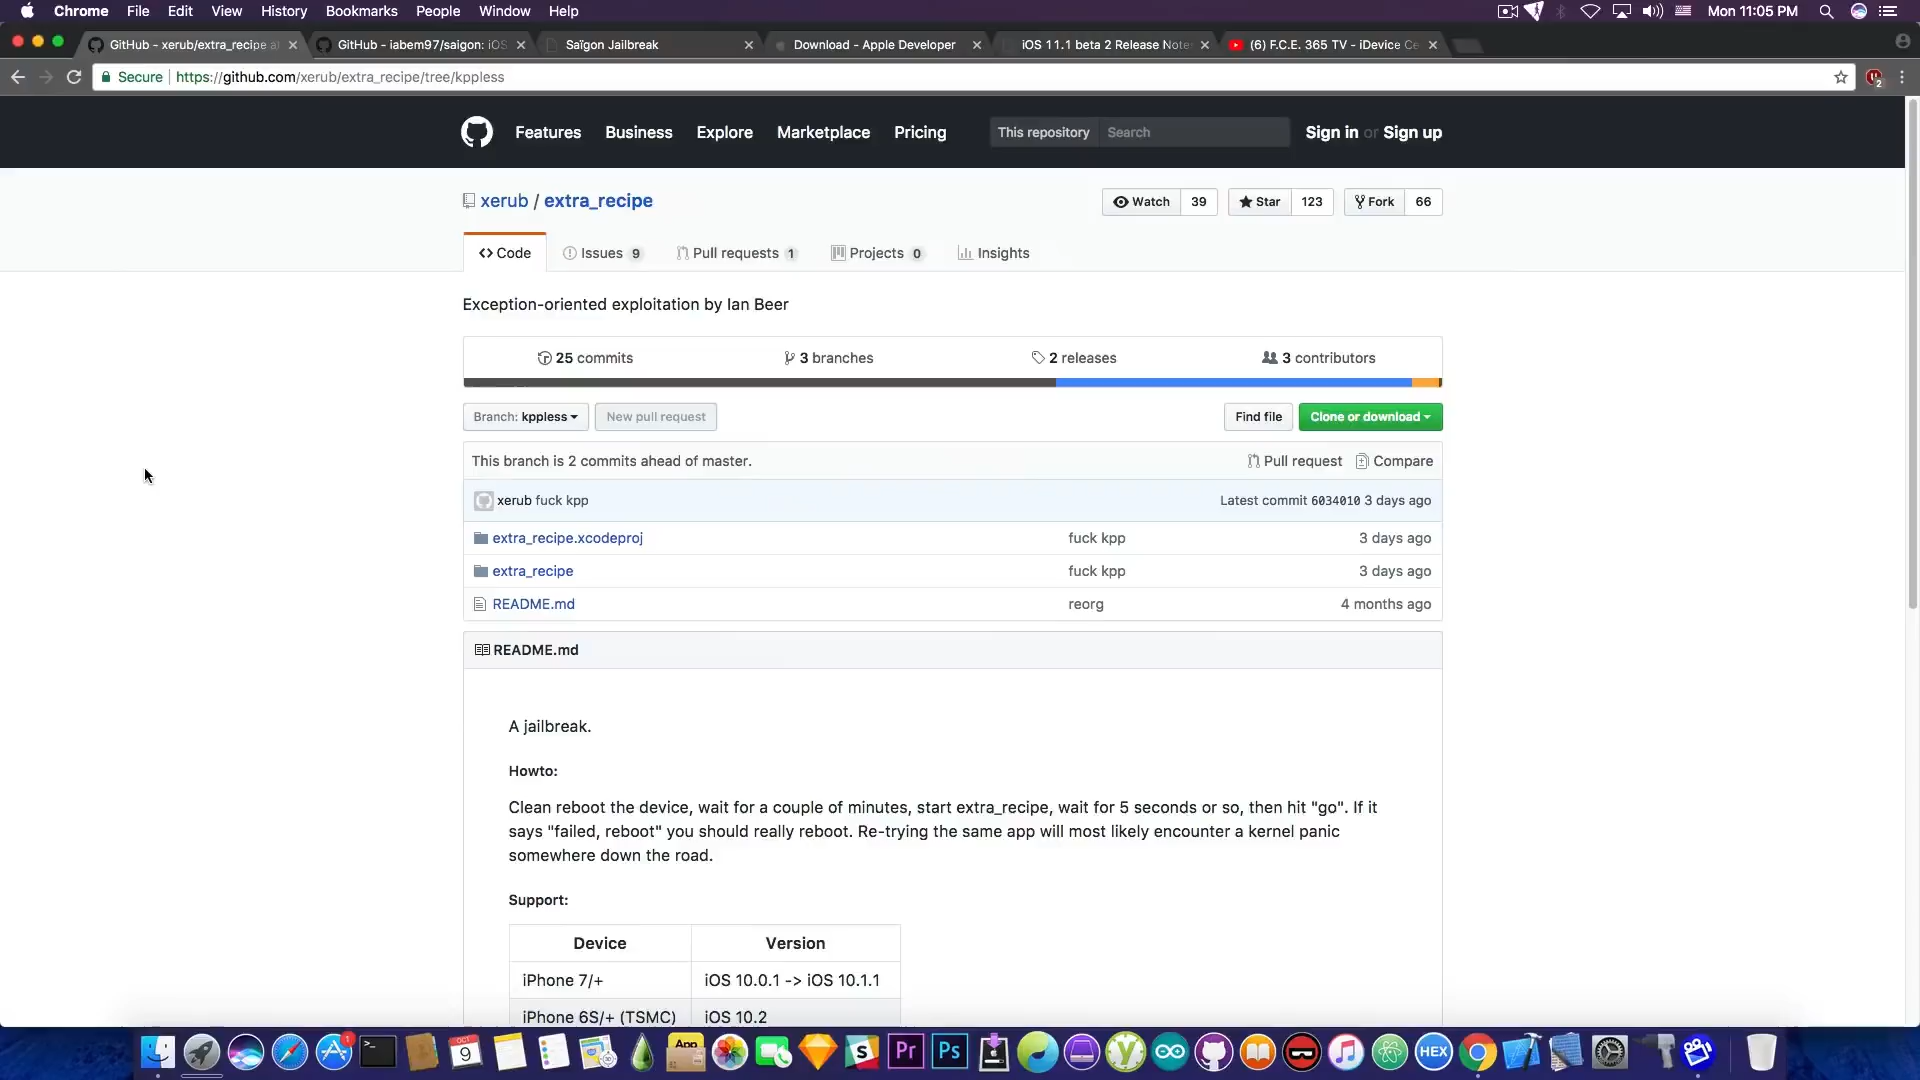 Chrome File Edit View History Bookmarks People Window Help Mon 11:05 PM
GitHub - xerub/extra_recipe a GitHub - iabem97/saigon: iOS Saïgon Jailbreak Download - Apple Developer iOS 11.1 beta 2 Release Note (6) F.C.E. 365 TV - iDevice Ce
Secure https://github.com/xerub/extra_recipe/tree/kppless 2
Features Business Explore Marketplace Pricing This repository Search Sign in or Sign up
xerub / extra_recipe Watch 39 Star 123 Fork 66
Code Issues 9 Pull requests 1 Projects 0 Insights
Exception-oriented exploitation by Ian Beer
25 commits 3 branches 2 releases 3 contributors
Branch: kppless New pull request Find file Clone or download
This branch is 2 commits ahead of master. Pull request Compare
xerub fuck kpp Latest commit 6034010 3 days ago
extra_recipe.xcodeproj fuck kpp 3 days ago
extra_recipe fuck kpp 3 days ago
README.md reorg 4 months ago
README.md
A jailbreak.
Howto:
Clean reboot the device, wait for a couple of minutes, start extra_recipe, wait for 5 seconds or so, then hit "go". If it
says "failed, reboot" you should really reboot. Re-trying the same app will most likely encounter a kernel panic
somewhere down the road.
Support:
Device Version
iPhone 7/+ iOS 10.0.1 -> iOS 10.1.1
iPhone 6S/+ (TSMC) iOS 10.2
1 OCT 9 App Pr Ps HEX